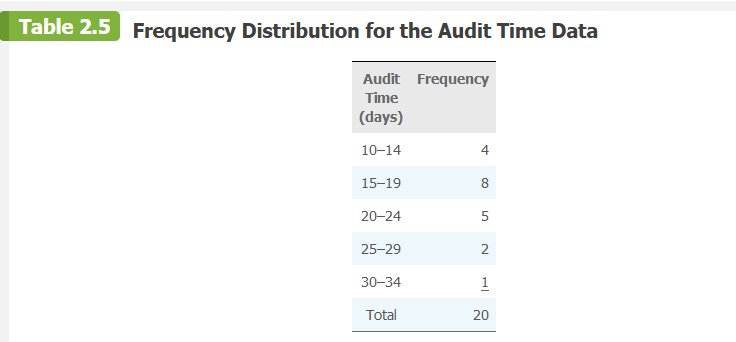 Table 2.5 Frequency Distribution for the Audit Time Data
Audit Time (days) Frequency
10–14 4
15–19 8
20–24 5
25–29 2
30–34 1
Total 20